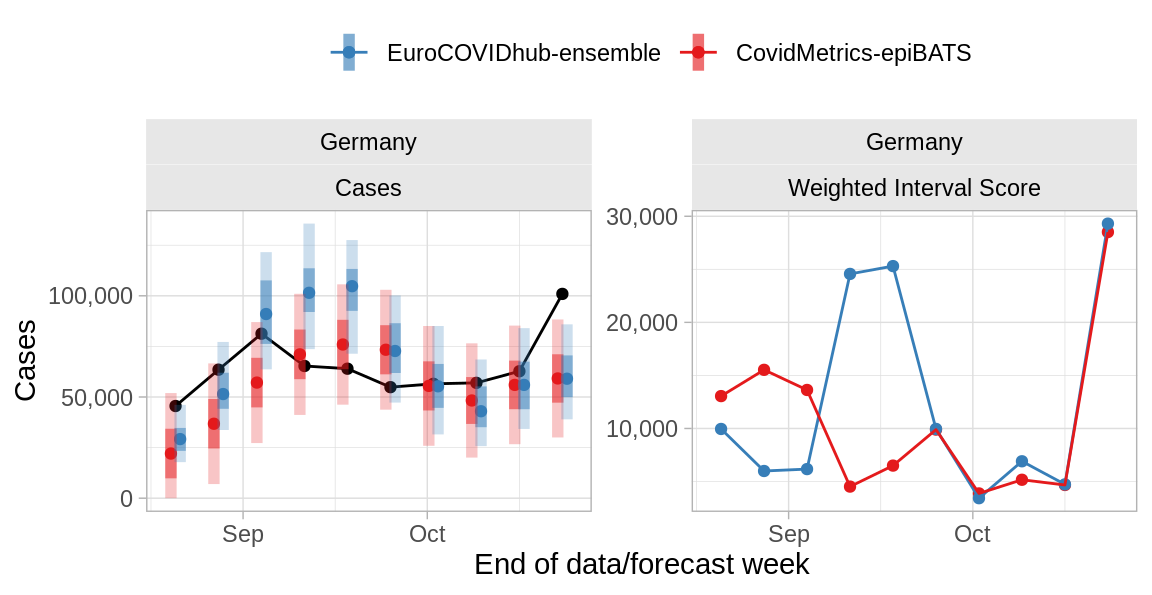 EuroCOVIDhub-ensemble CovidMetrics-epiBATS
Germany Germany
Cases Weighted Interval Score
Cases
100,000
50,000
0
30,000
20,000
10,000
Sep Oct Sep Oct
End of data/forecast week